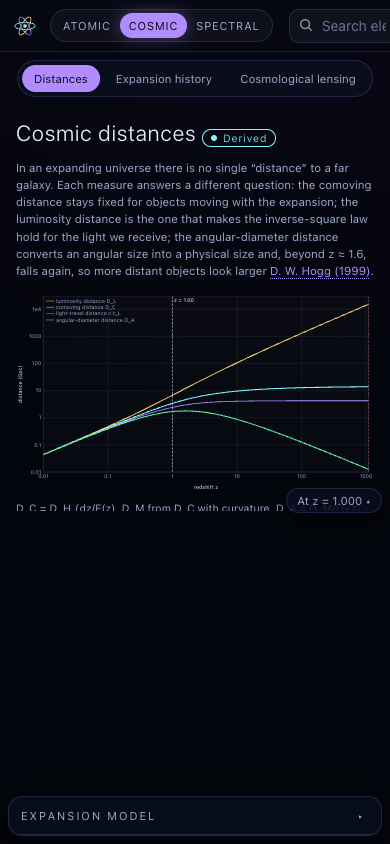 ATOMIC COSMIC SPECTRAL
Distances Expansion history Cosmological lensing
Cosmic distances Derived
In an expanding universe there is no single “distance” to a far
galaxy. Each measure answers a different question: the comoving
distance stays fixed for objects moving with the expansion; the
luminosity distance is the one that makes the inverse-square law
hold for the light we receive; the angular-diameter distance
converts an angular size into a physical size and, beyond z ≈ 1.6,
falls again, so more distant objects look larger D. W. Hogg (1999).
luminosity distance D_L
comoving distance D_C
light-travel distance c·t_L
angular-diameter distance D_A
z = 1.00
distance (Gpc)
1e4
1000
100
10
1
0.1
0.01
0.01 0.1 1 10 100 1000
redshift z
At z = 1.000
EXPANSION MODEL